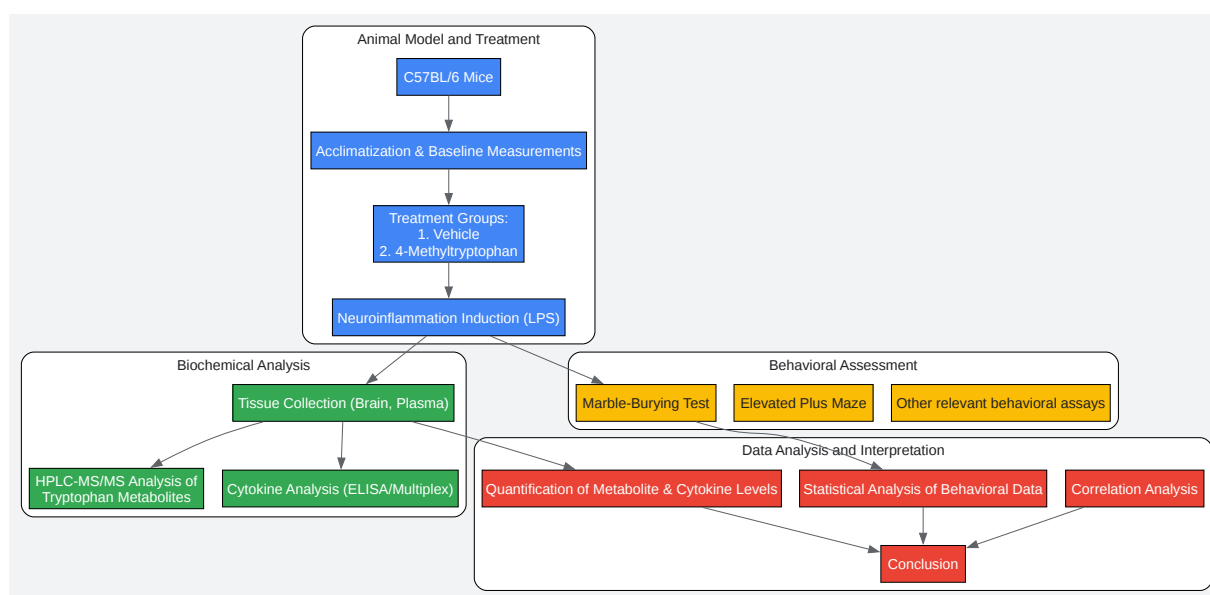 Animal Model and Treatment
C57BL/6 Mice
Acclimatization & Baseline Measurements
Treatment Groups:
1. Vehicle
2. 4-Methyltryptophan
Neuroinflammation Induction (LPS)
Biochemical Analysis
Tissue Collection (Brain, Plasma)
HPLC-MS/MS Analysis of
Tryptophan Metabolites
Cytokine Analysis (ELISA/Multiplex)
Behavioral Assessment
Marble-Burying Test
Elevated Plus Maze
Other relevant behavioral assays
Data Analysis and Interpretation
Quantification of Metabolite & Cytokine Levels
Statistical Analysis of Behavioral Data
Correlation Analysis
Conclusion